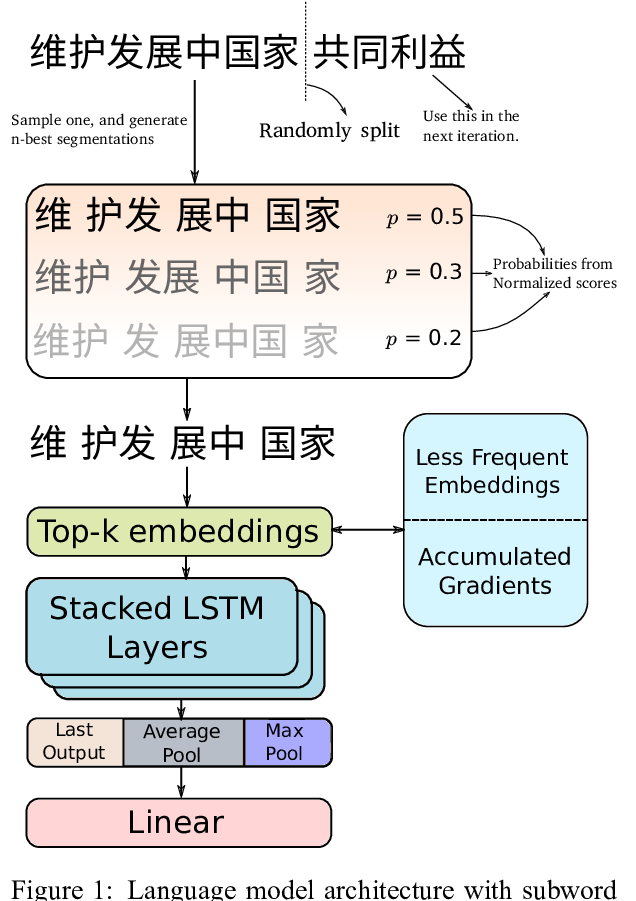 维护发展中国家 共同利益
Sample one, and generate
n-best segmentations
Randomly split
Use this in the
next iteration.
维 护发 展中 国家 p = 0.5
维护 发展 中国 家 p = 0.3
维护 发 展中国 家 p = 0.2
Probabilities from
Normalized scores
维 护发 展中 国家
Top-k embeddings
Less Frequent
Embeddings
Accumulated
Gradients
Stacked LSTM
Layers
Last
Output
Average
Pool
Max
Pool
Linear
Figure 1: Language model architecture with subword